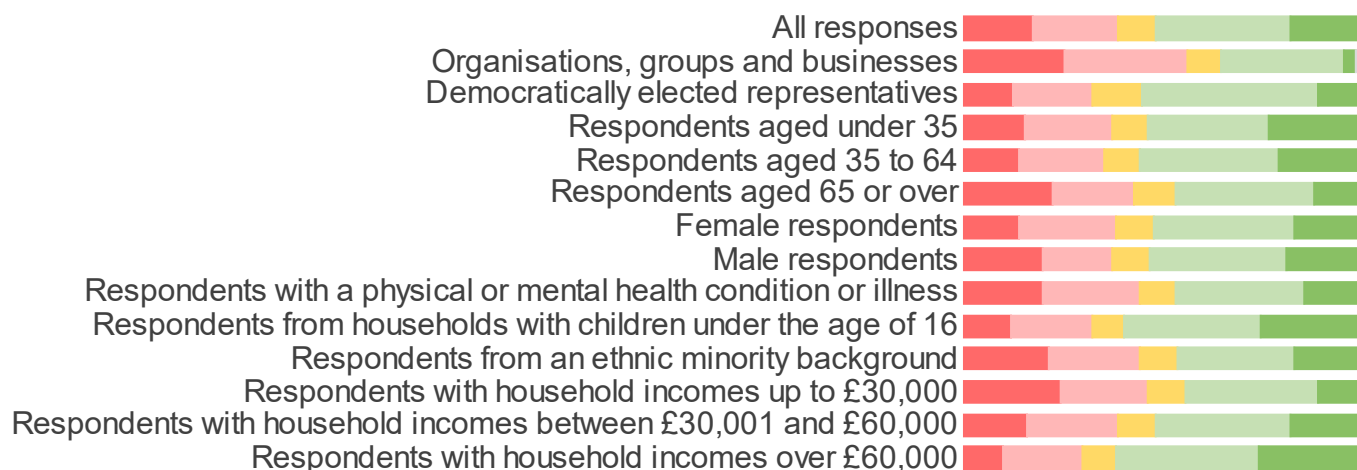 All responses
Organisations, groups and businesses
Democratically elected representatives
Respondents aged under 35
Respondents aged 35 to 64
Respondents aged 65 or over
Female respondents
Male respondents
Respondents with a physical or mental health condition or illness
Respondents from households with children under the age of 16
Respondents from an ethnic minority background
Respondents with household incomes up to £30,000
Respondents with household incomes between £30,001 and £60,000
Respondents with household incomes over £60,000